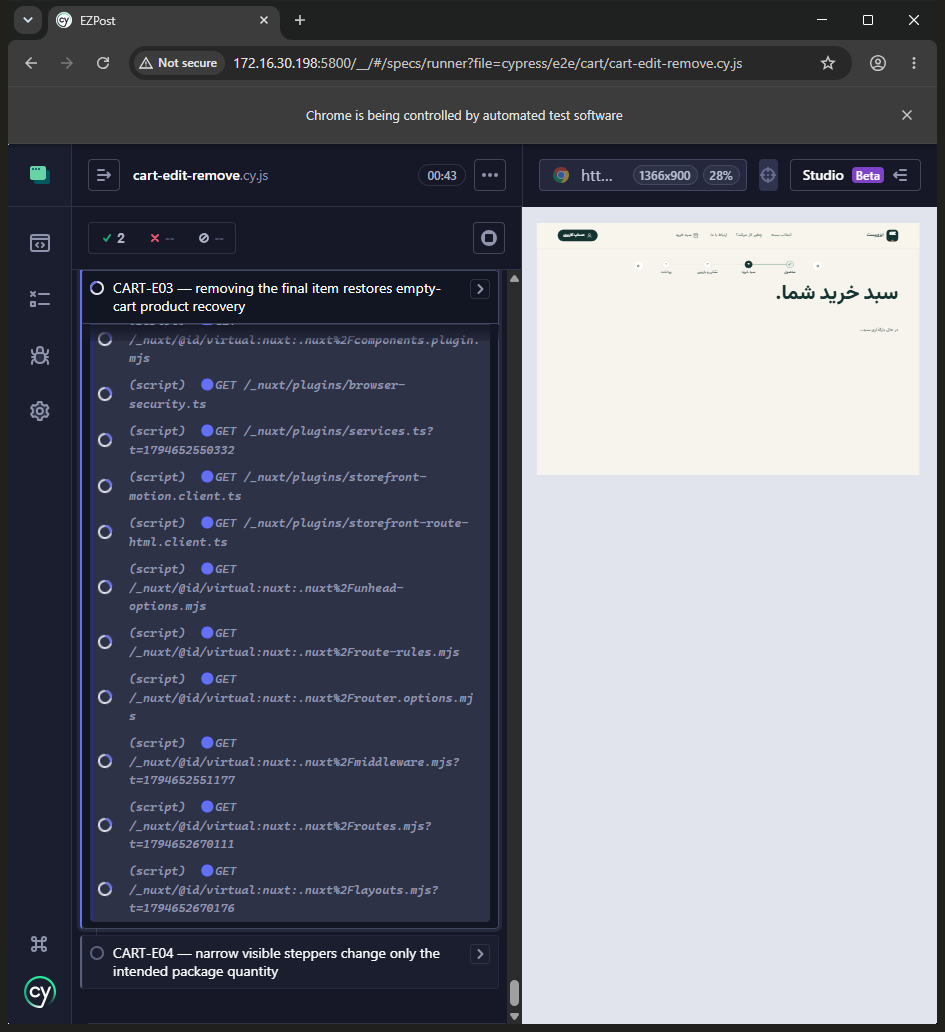 EZPost
Not secure
172.16.30.198:5800/__/#/specs/runner?file=cypress/e2e/cart/cart-edit-remove.cy.js
Chrome is being controlled by automated test software
cart-edit-remove.cy.js
00:43
htt...
1366x900
28%
Studio
Beta
2
--
--
CART-E03 — removing the final item restores empty-
cart product recovery
/_nuxt/@id/virtual:nuxt:.nuxt%2Fcomponents.plugin.
mjs
(script) GET /_nuxt/plugins/browser-
security.ts
(script) GET /_nuxt/plugins/services.ts?
t=1794652550332
(script) GET /_nuxt/plugins/storefront-
motion.client.ts
(script) GET /_nuxt/plugins/storefront-route-
html.client.ts
(script) GET
/_nuxt/@id/virtual:nuxt:.nuxt%2Funhead-
options.mjs
(script) GET
/_nuxt/@id/virtual:nuxt:.nuxt%2Froute-rules.mjs
(script) GET
/_nuxt/@id/virtual:nuxt:.nuxt%2Frouter.options.mj
s
(script) GET
/_nuxt/@id/virtual:nuxt:.nuxt%2Fmiddleware.mjs?
t=1794652551177
(script) GET
/_nuxt/@id/virtual:nuxt:.nuxt%2Froutes.mjs?
t=1794652670111
(script) GET
/_nuxt/@id/virtual:nuxt:.nuxt%2Flayouts.mjs?
t=1794652670176
CART-E04 — narrow visible steppers change only the
intended package quantity
cy
سبد خرید شما.